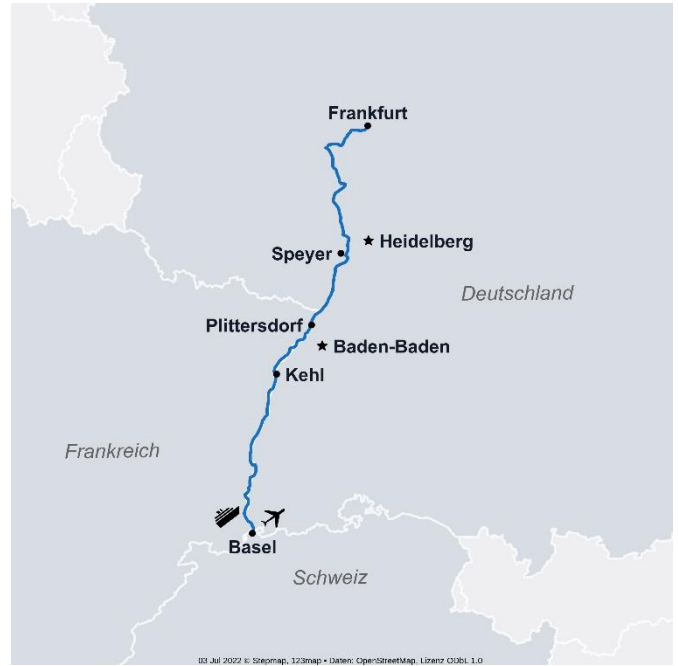 Frankfurt
Heidelberg
Speyer
Deutschland
Plittersdorf
Baden-Baden
Kehl
Frankreich
Basel
Schweiz
03 Jul 2022 © Stepmap, 123map • Daten: OpenStreetMap, Lizenz ODbL 1.0